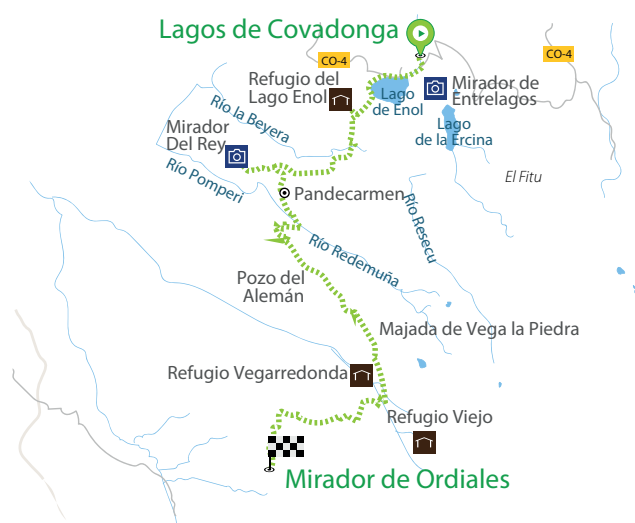 Lagos de Covadonga
CO-4
CO-4
Refugio del
Lago Enol
Mirador de
Entrelagos
Lago
de Enol
Río la Beyera
Lago
de la Ercina
Mirador
Del Rey
Río Pomperi
El Fitu
Pandecarmen
Río Resecu
Río Redemuña
Pozo del
Alemán
Majada de Vega la Piedra
Refugio Vegarredonda
Refugio Viejo
Mirador de Ordiales